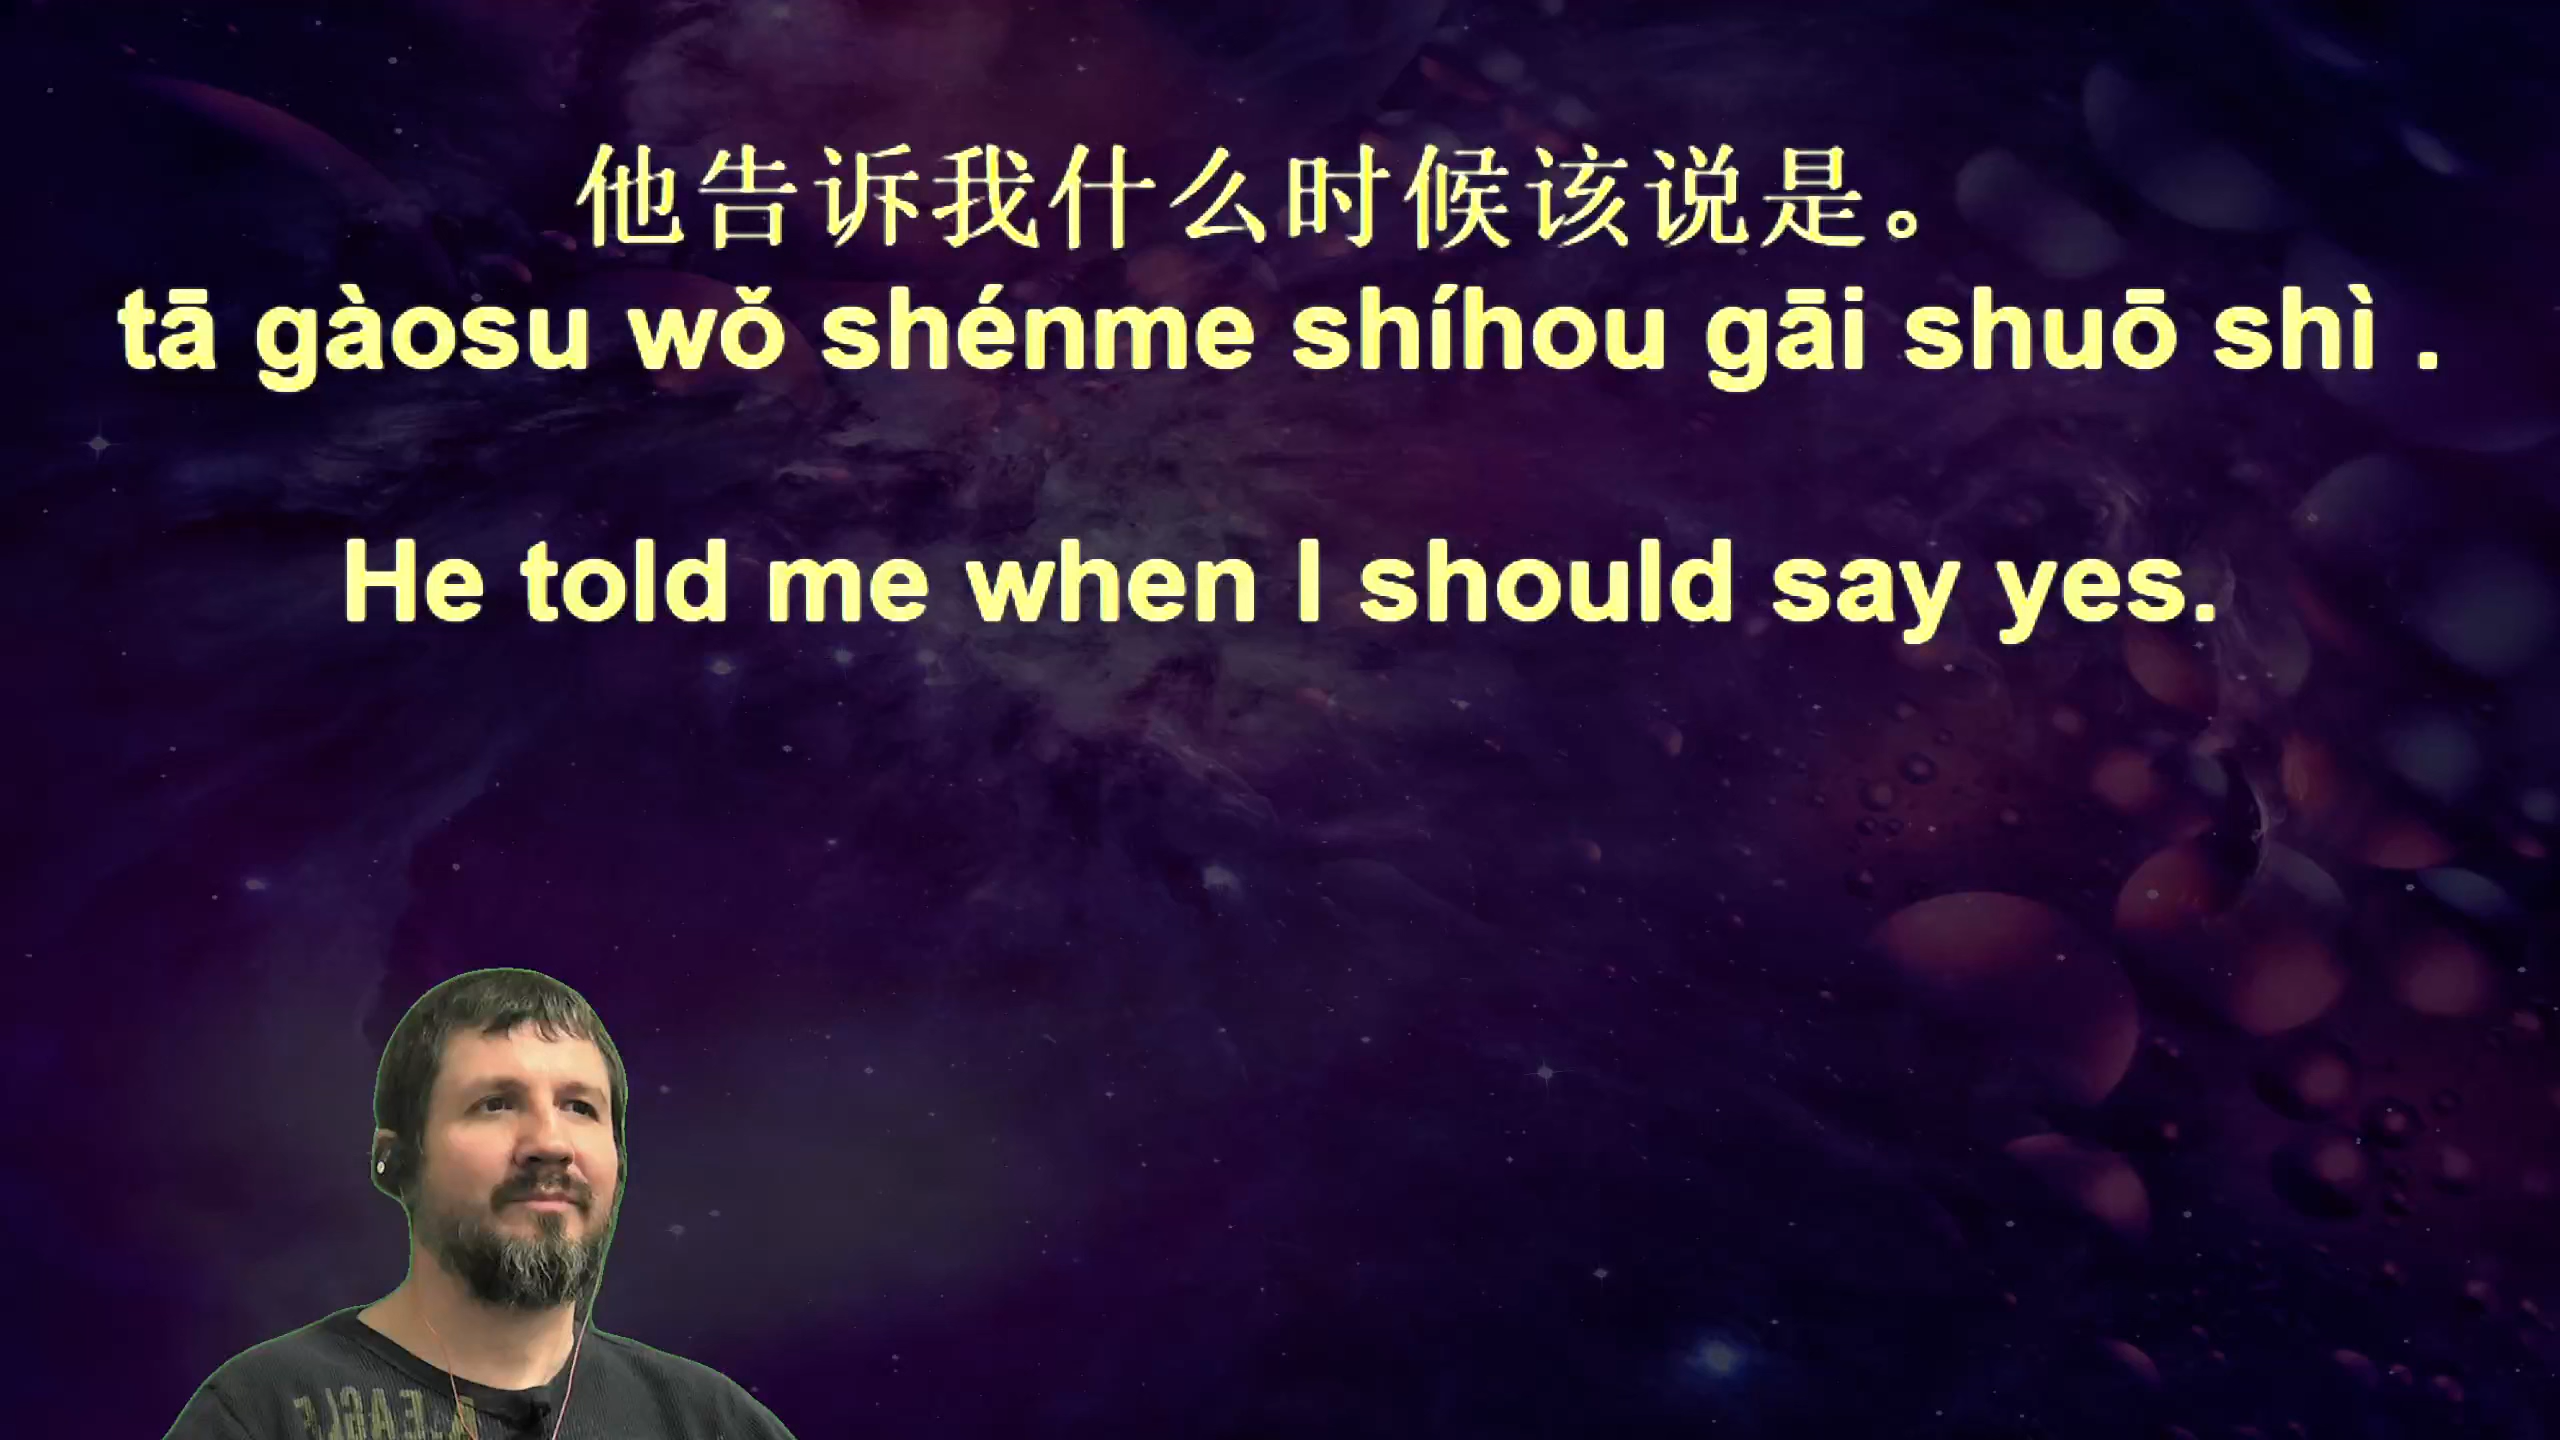 他告诉我什么时候该说是。
tā gàosu wǒ shénme shíhou gāi shuō shì .
He told me when I should say yes.